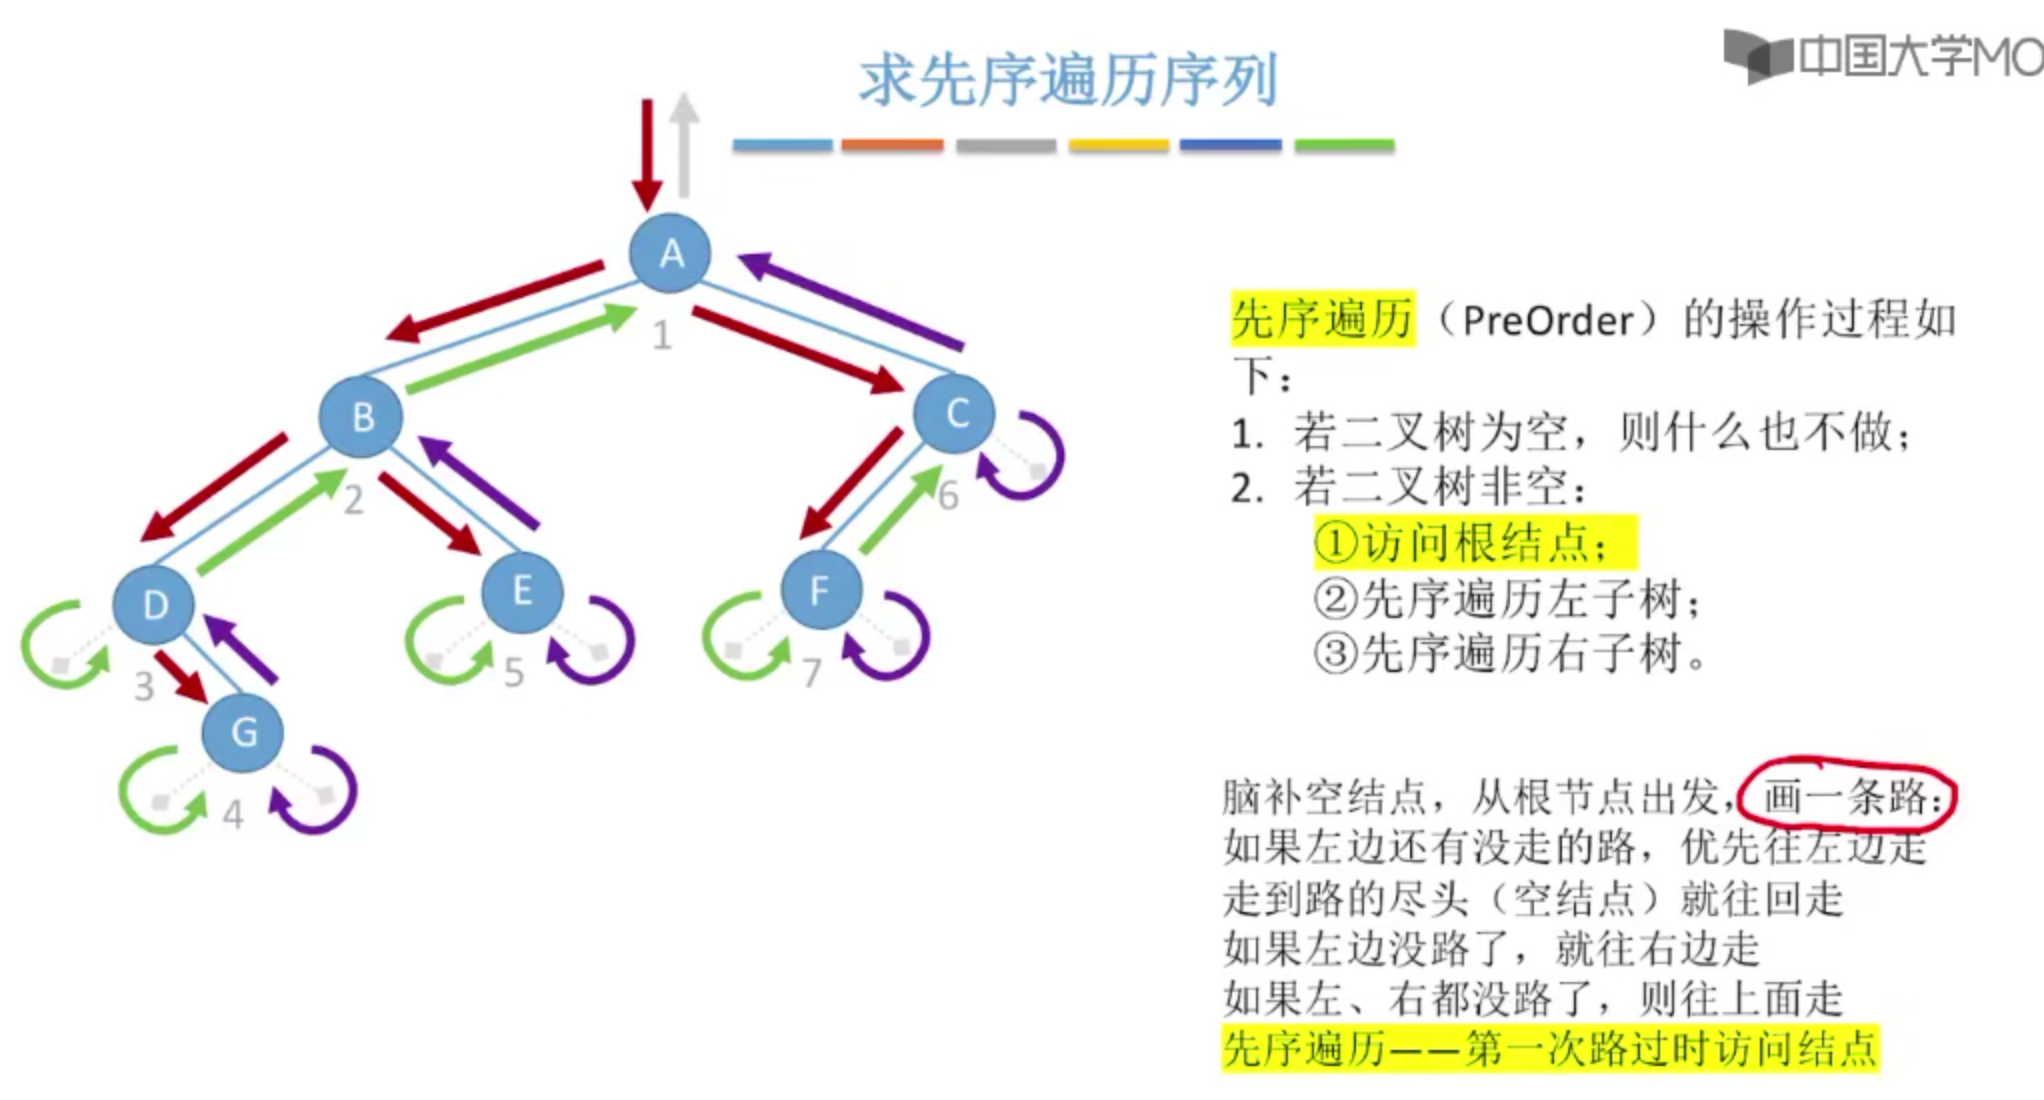 中国大学MO
求先序遍历序列
A
1
B
C
2
6
D
E
F
3
5
7
G
4
先序遍历（PreOrder）的操作过程如
下：
1. 若二叉树为空，则什么也不做；
2. 若二叉树非空：
①访问根结点；
②先序遍历左子树；
③先序遍历右子树。
脑补空结点，从根节点出发，画一条路：
如果左边还有没走的路，优先往左边走
走到路的尽头（空结点）就往回走
如果左边没路了，就往右边走
如果左、右都没路了，则往上面走
先序遍历——第一次路过时访问结点